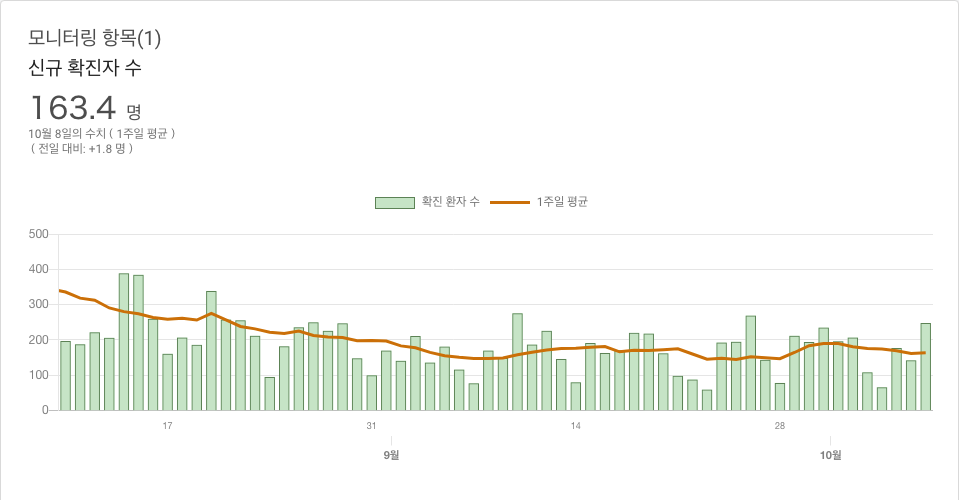 모니터링 항목(1)
신규 확진자 수
163.4 명
10월 8일의 수치 ( 1주일 평균 )
( 전일 대비: +1.8 명 )
확진 환자 수 1주일 평균
500
400
300
200
100
0
17 31 14 28
9월 10월